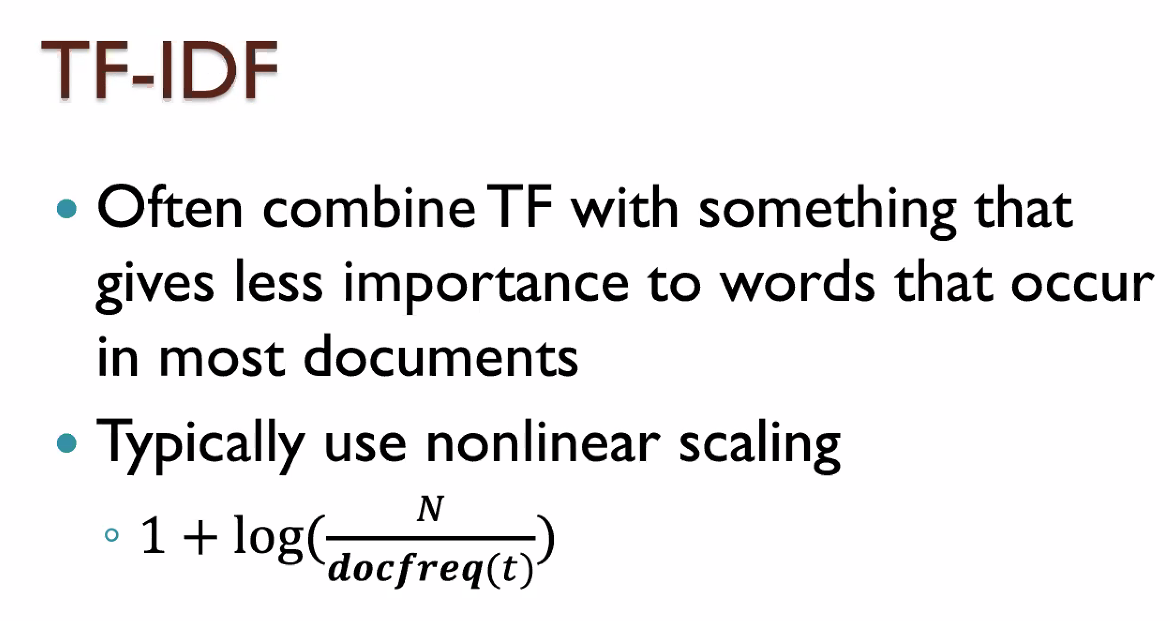 TF-IDF
• Often combine TF with something that
gives less importance to words that occur
in most documents
• Typically use nonlinear scaling
◦ 1 + log(N/docfreq(t))